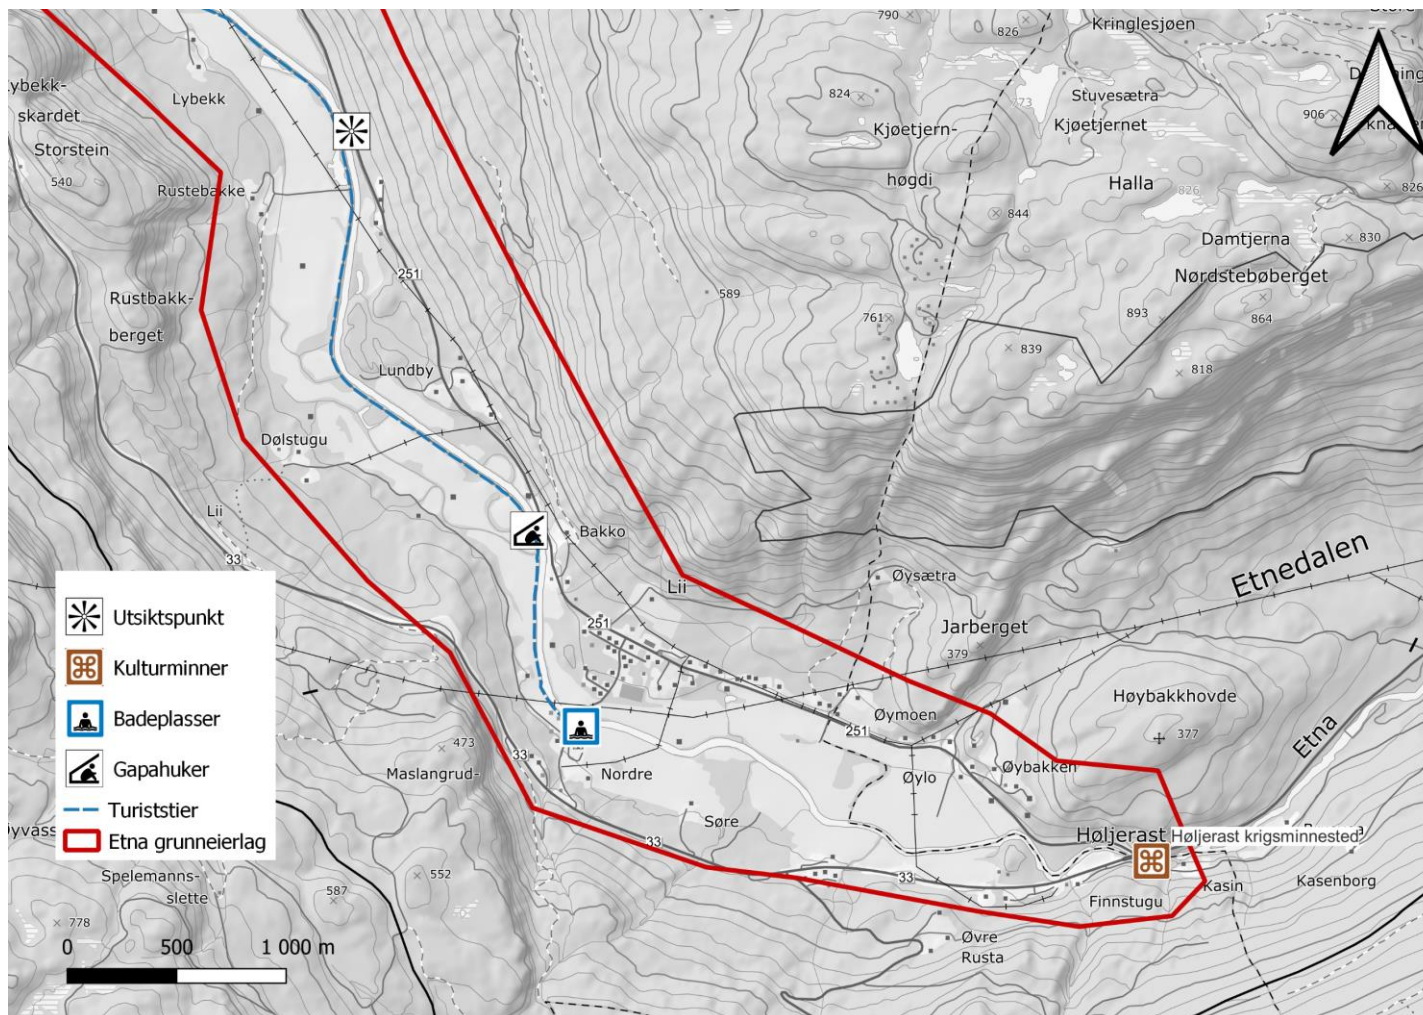 790
826
Kringlesjøen
Lybekk
skardet
Storstein
540
Lybekk
824
Stuvesætra
Kjøetjernet
906
Kjøetjern-
høgdi
Halla
826
826
Rustebakke
844
Damtjerna
830
251
589
Nørdstebøberget
Rustbakk-
berget
761
893
864
839
818
Lundby
Dølstugu
Lii
33
Bakko
Lii
Øysætra
Etnedalen
Jarberget
379
251
Utsiktspunkt
Kulturminner
Badeplasser
Gapahuker
Turiststier
Etna grunneierlag
Høybakkhovde
377
Etna
Øymoen
251
473
33
Maslangrud-
Nordre
Øylo
Øybakken
Søre
33
Høljerast
Høljerast krigsminnested
33
Kasin
Kasenborg
Finnstugu
Spelemanns-
slette
587
552
778
Øvre
Rusta
0 500 1 000 m